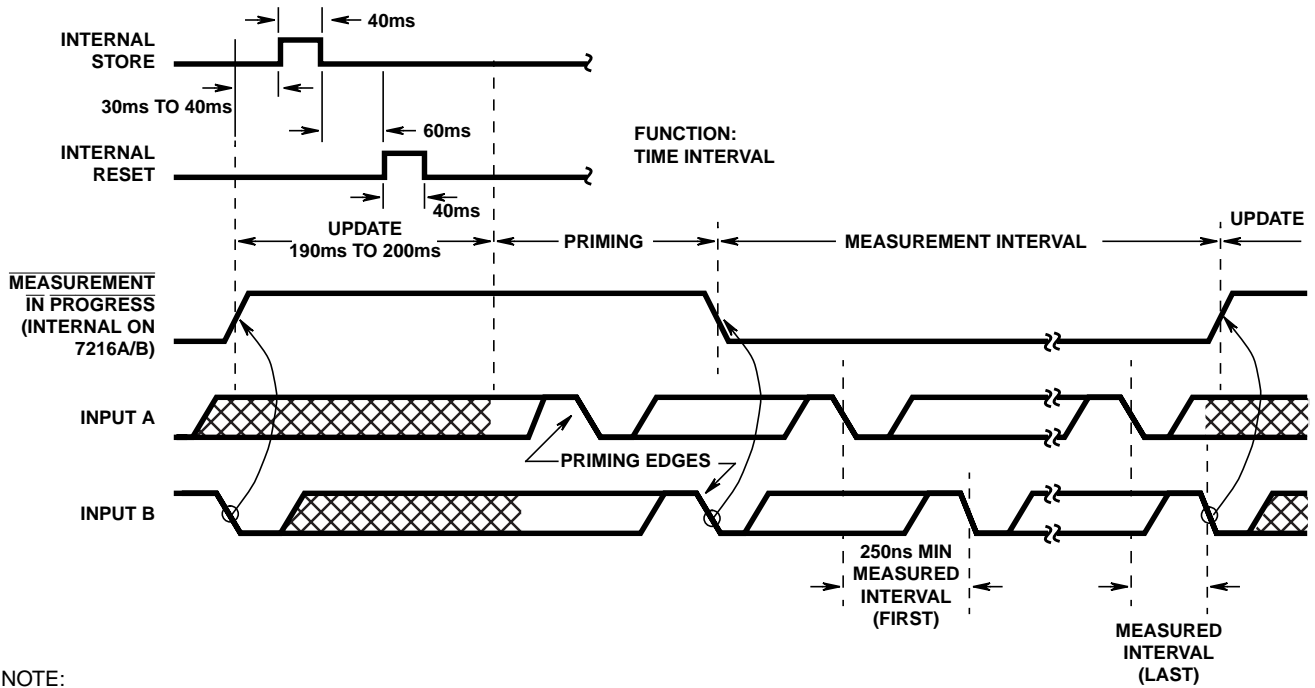 40ms
INTERNAL
STORE
30ms TO 40ms
60ms
FUNCTION:
TIME INTERVAL
INTERNAL
RESET
40ms
UPDATE
190ms TO 200ms
PRIMING
MEASUREMENT INTERVAL
UPDATE
MEASUREMENT
IN PROGRESS
(INTERNAL ON
7216A/B)
INPUT A
PRIMING EDGES
INPUT B
250ns MIN
MEASURED
INTERVAL
(FIRST)
MEASURED
INTERVAL
(LAST)
NOTE: